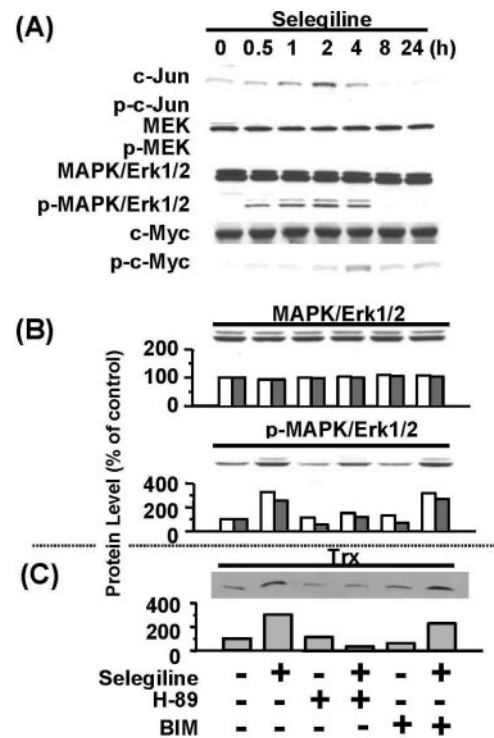 (A)
Selegiline
0 0.5 1 2 4 8 24 (h)
c-Jun
p-c-Jun
MEK
p-MEK
MAPK/Erk1/2
p-MAPK/Erk1/2
c-Myc
p-c-Myc
(B)
MAPK/Erk1/2
200
100
0
p-MAPK/Erk1/2
400
200
0
Protein Level (% of control)
(C)
Trx
400
200
0
Selegiline - + - + - +
H-89 - - + + - -
BIM - - - - + +